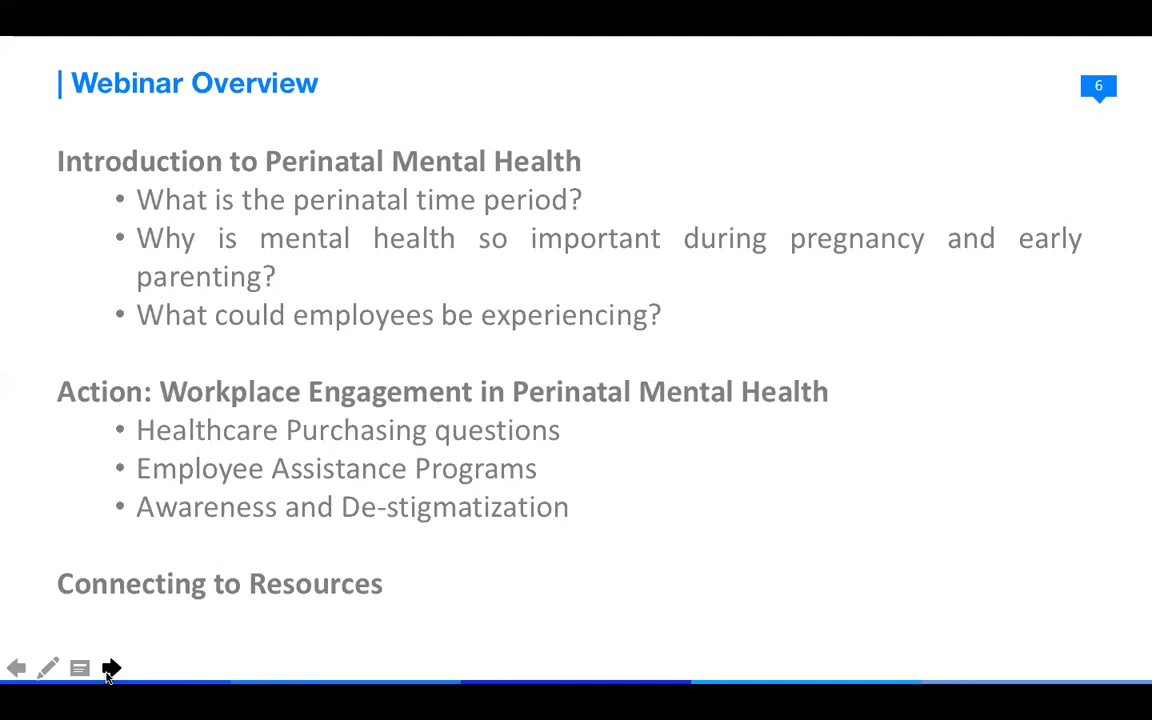 | Webinar Overview
6
Introduction to Perinatal Mental Health
• What is the perinatal time period?
• Why is mental health so important during pregnancy and early
parenting?
• What could employees be experiencing?
Action: Workplace Engagement in Perinatal Mental Health
• Healthcare Purchasing questions
• Employee Assistance Programs
• Awareness and De-stigmatization
Connecting to Resources